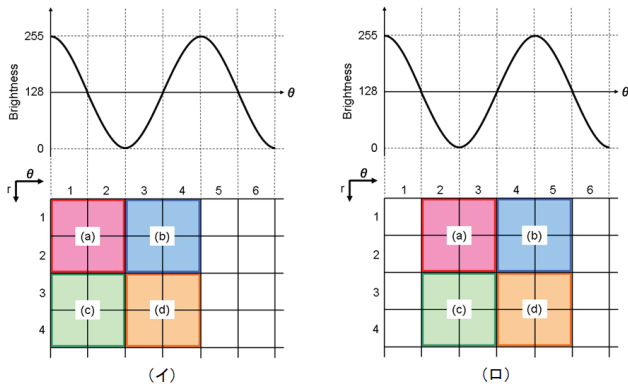 255
128
0
Brightness
θ
θ
r
1 2 3 4 5 6
1
2
3
4
(a) (b)
(c) (d)
(イ)
255
128
0
Brightness
θ
θ
r
1 2 3 4 5 6
1
2
3
4
(a) (b)
(c) (d)
(ロ)